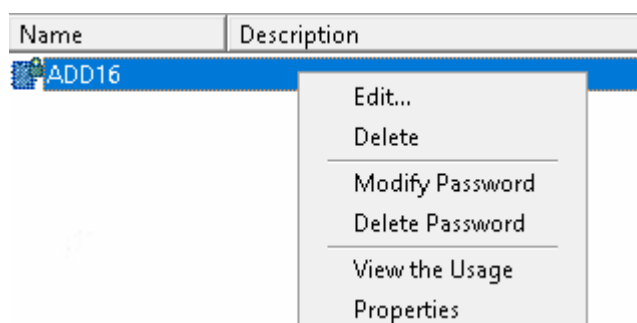 Name Description
ADD16
Edit...
Delete
Modify Password
Delete Password
View the Usage
Properties